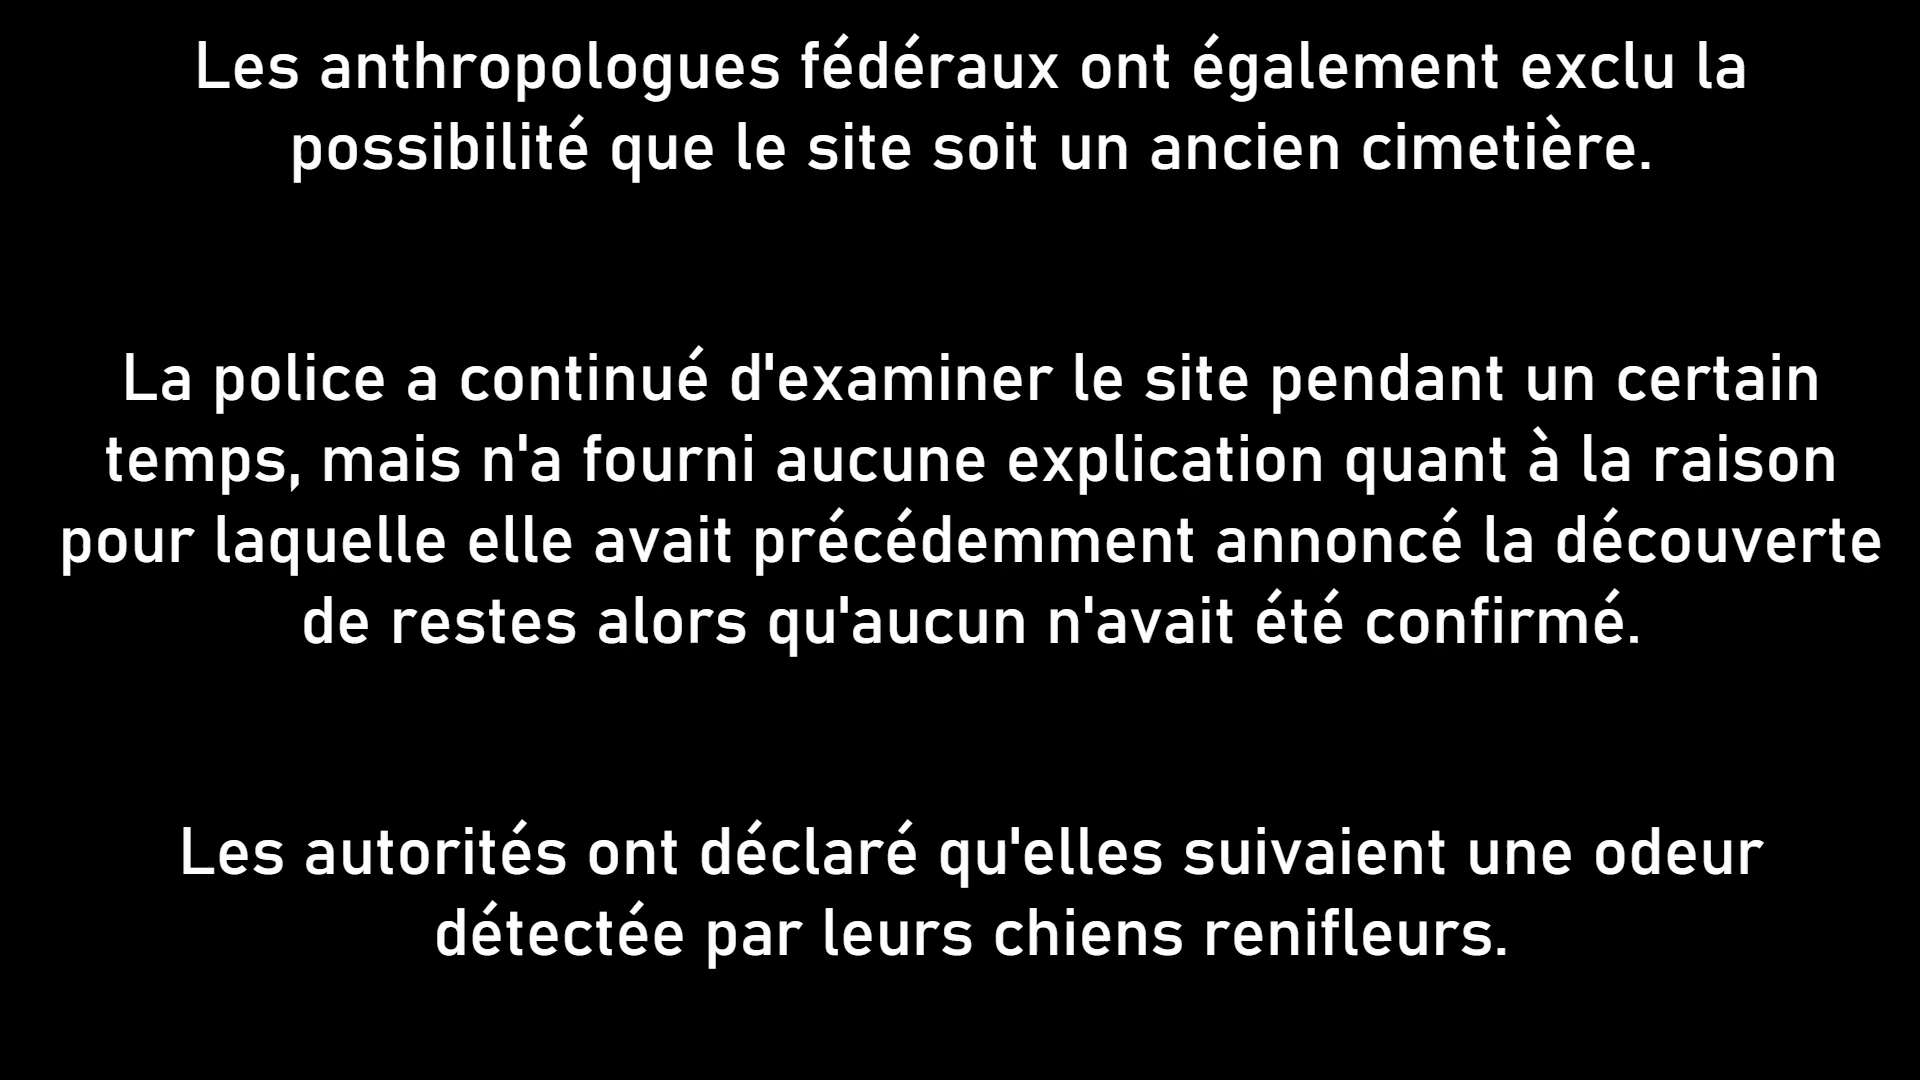 Les anthropologues fédéraux ont également exclu la
possibilité que le site soit un ancien cimetière.
La police a continué d'examiner le site pendant un certain
temps, mais n'a fourni aucune explication quant à la raison
pour laquelle elle avait précédemment annoncé la découverte
de restes alors qu'aucun n'avait été confirmé.
Les autorités ont déclaré qu'elles suivaient une odeur
détectée par leurs chiens renifleurs.